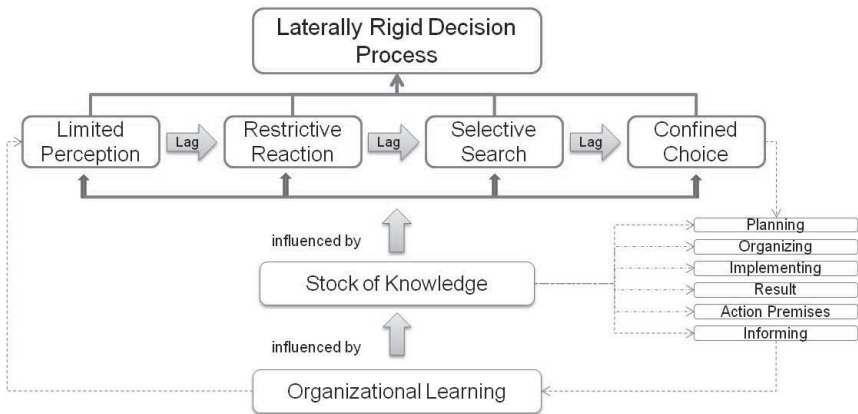 Laterally Rigid Decision
Process
Limited
Perception
Lag
Restrictive
Reaction
Lag
Selective
Search
Lag
Confined
Choice
influenced by
Stock of Knowledge
Planning
Organizing
Implementing
Result
Action Premises
Informing
influenced by
Organizational Learning